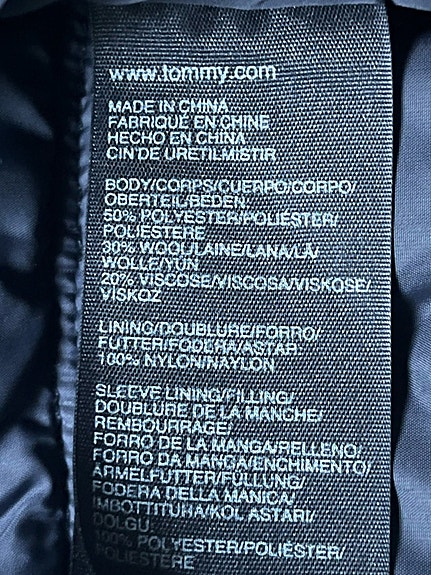 www.tommy.com
MADE IN CHINA
FABRIQUÉ EN CHINE
HECHO EN CHINA
CIN DE URETILMISTIR
BODY/CORPS/CUERPO/CORPO/
OBERTEIL/BEDEN:
50% POLYESTER/POLIÉSTER/
POLIESTERE
30% WOOL/LAINE/LANA/LÃ/
WOLLE/YUN
20% VISCOSE/VISCOSA/VISKOSE/
VISKOZ
LINING/DOUBLURE/FORRO/
FUTTER/FODERA/ASTAR:
100% NYLON/NAYLON
SLEEVE LINING/FILLING/
DOUBLURE DE LA MANCHE/
REMBOURRAGE/
FORRO DE LA MANGA/RELLENO/
FORRO DA MANGA/ENCHIMENTO/
ÄRMELFUTTER/FÜLLUNG/
FODERA DELLA MANICA/
IMBOTTITURA/KOL ASTARI/
DOLGU:
100% POLYESTER/POLIÉSTER/
POLIESTERE